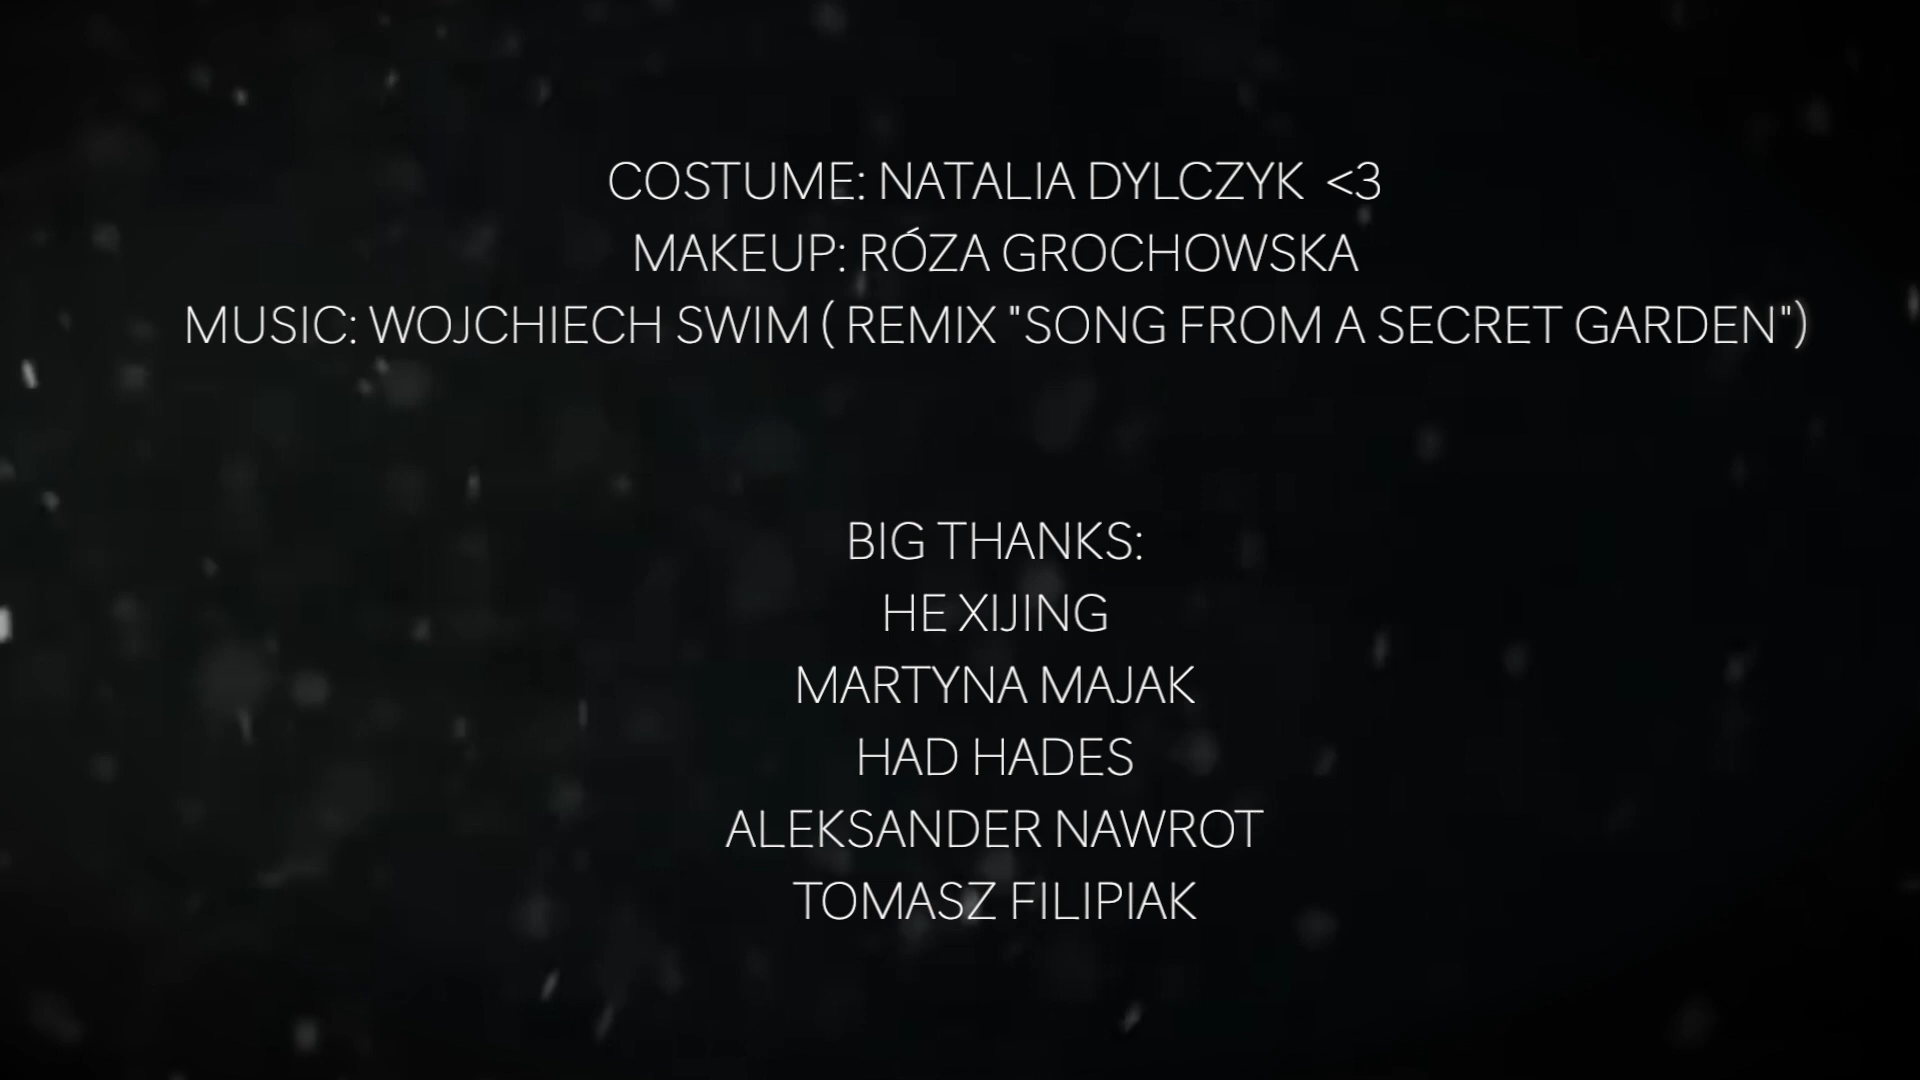 COSTUME: NATALIA DYLCZYK <3
MAKEUP: RÓZA GROCHOWSKA
MUSIC: WOJCHIECH SWIM ( REMIX "SONG FROM A SECRET GARDEN")
BIG THANKS:
HE XIJING
MARTYNA MAJAK
HAD HADES
ALEKSANDER NAWROT
TOMASZ FILIPIAK